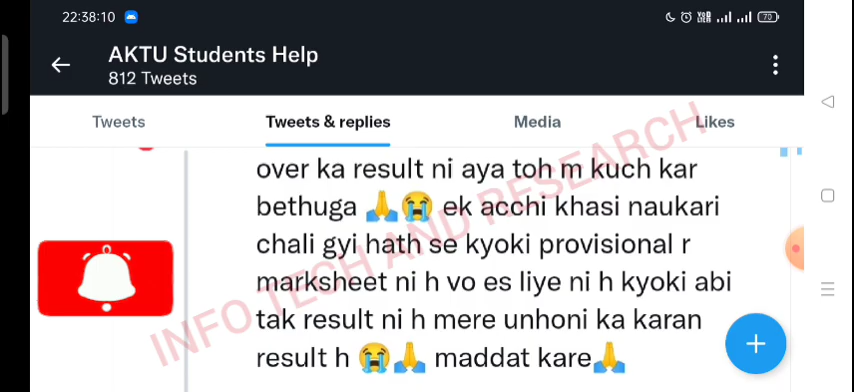 22:38:10
70
AKTU Students Help
812 Tweets
Tweets Tweets & replies Media Likes
over ka result ni aya toh m kuch kar
bethuga 🙏😭 ek acchi khasi naukari
chali gyi hath se kyoki provisional r
marksheet ni h vo es liye ni h kyoki abi
tak result ni h mere unhoni ka karan
result h 😭🙏 maddat kare🙏
INFO TECH AND RESEARCH